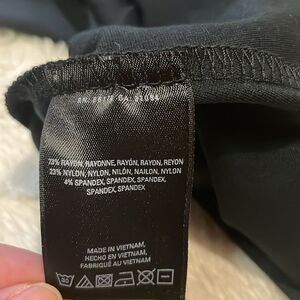 73% RAYON, RAYONNE, RAYÓN, RAYON, REYON
23% NYLON, NYLON, NILÓN, NAILON, NYLON
4% SPANDEX, SPANDEX, SPANDEX,
SPANDEX, SPANDEX
MADE IN VIETNAM,
HECHO EN VIETNAM,
FABRIQUÉ AU VIETNAM